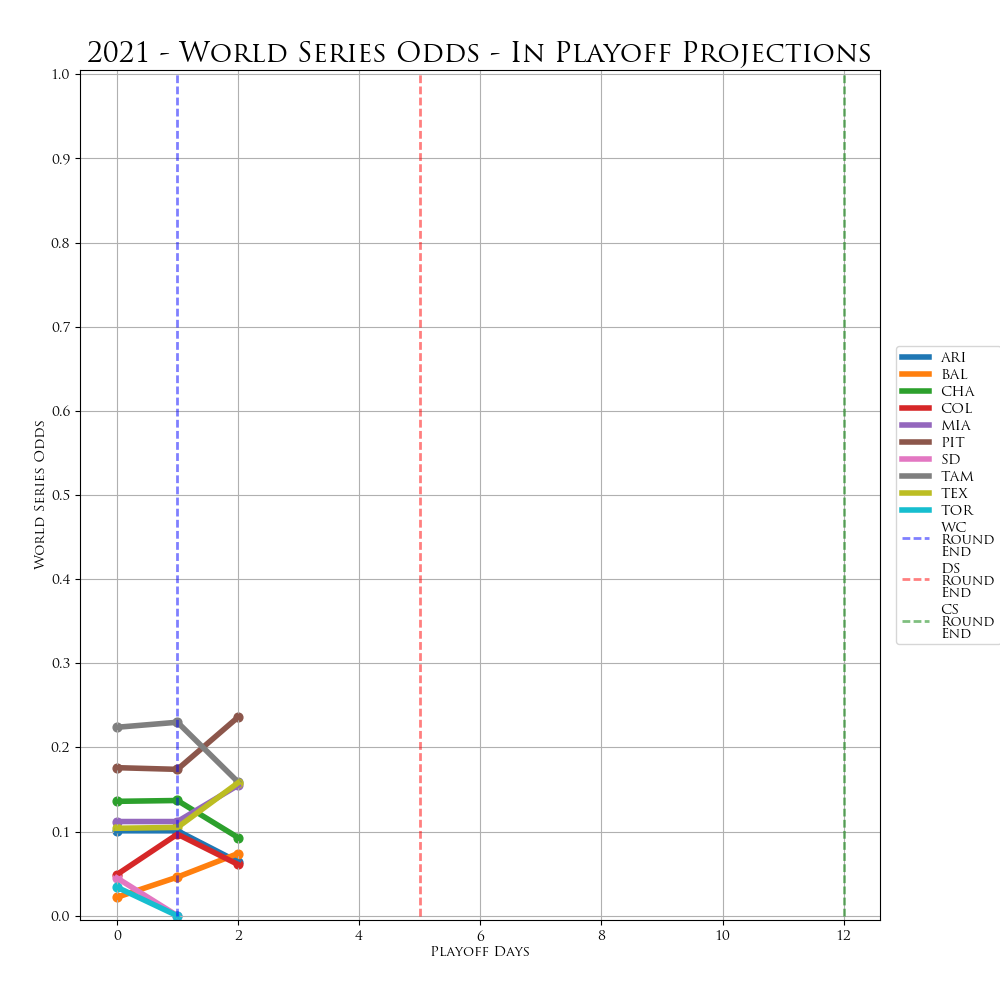 2021 - World Series Odds - In Playoff Projections
1.0
0.9
0.8
0.7
0.6
0.5
0.4
0.3
0.2
0.1
0.0
World Series Odds
0 2 4 6 8 10 12
Playoff Days
ARI
BAL
CHA
COL
MIA
PIT
SD
TAM
TEX
TOR
WC
Round
End
DS
Round
End
CS
Round
End